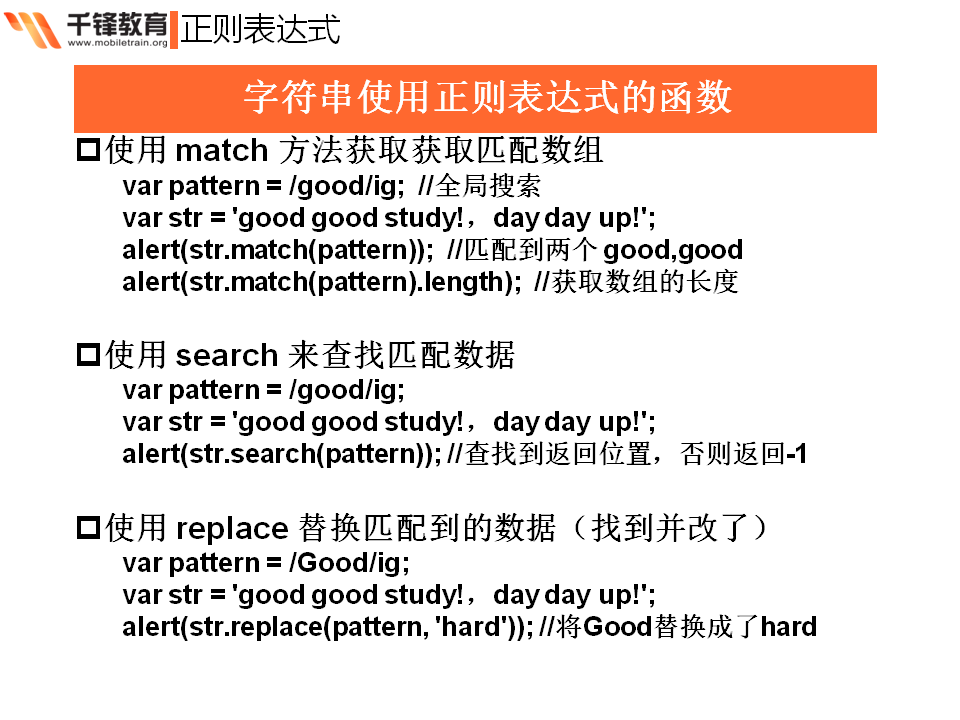 千锋教育
www.mobiletrain.org
正则表达式
字符串使用正则表达式的函数
使用 match 方法获取获取匹配数组
var pattern = /good/ig; //全局搜索
var str = 'good good study!，day day up!';
alert(str.match(pattern)); //匹配到两个 good,good
alert(str.match(pattern).length); //获取数组的长度
使用 search 来查找匹配数据
var pattern = /good/ig;
var str = 'good good study!，day day up!';
alert(str.search(pattern)); //查找到返回位置，否则返回-1
使用 replace 替换匹配到的数据（找到并改了）
var pattern = /Good/ig;
var str = 'good good study!，day day up!';
alert(str.replace(pattern, 'hard')); //将Good替换成了hard